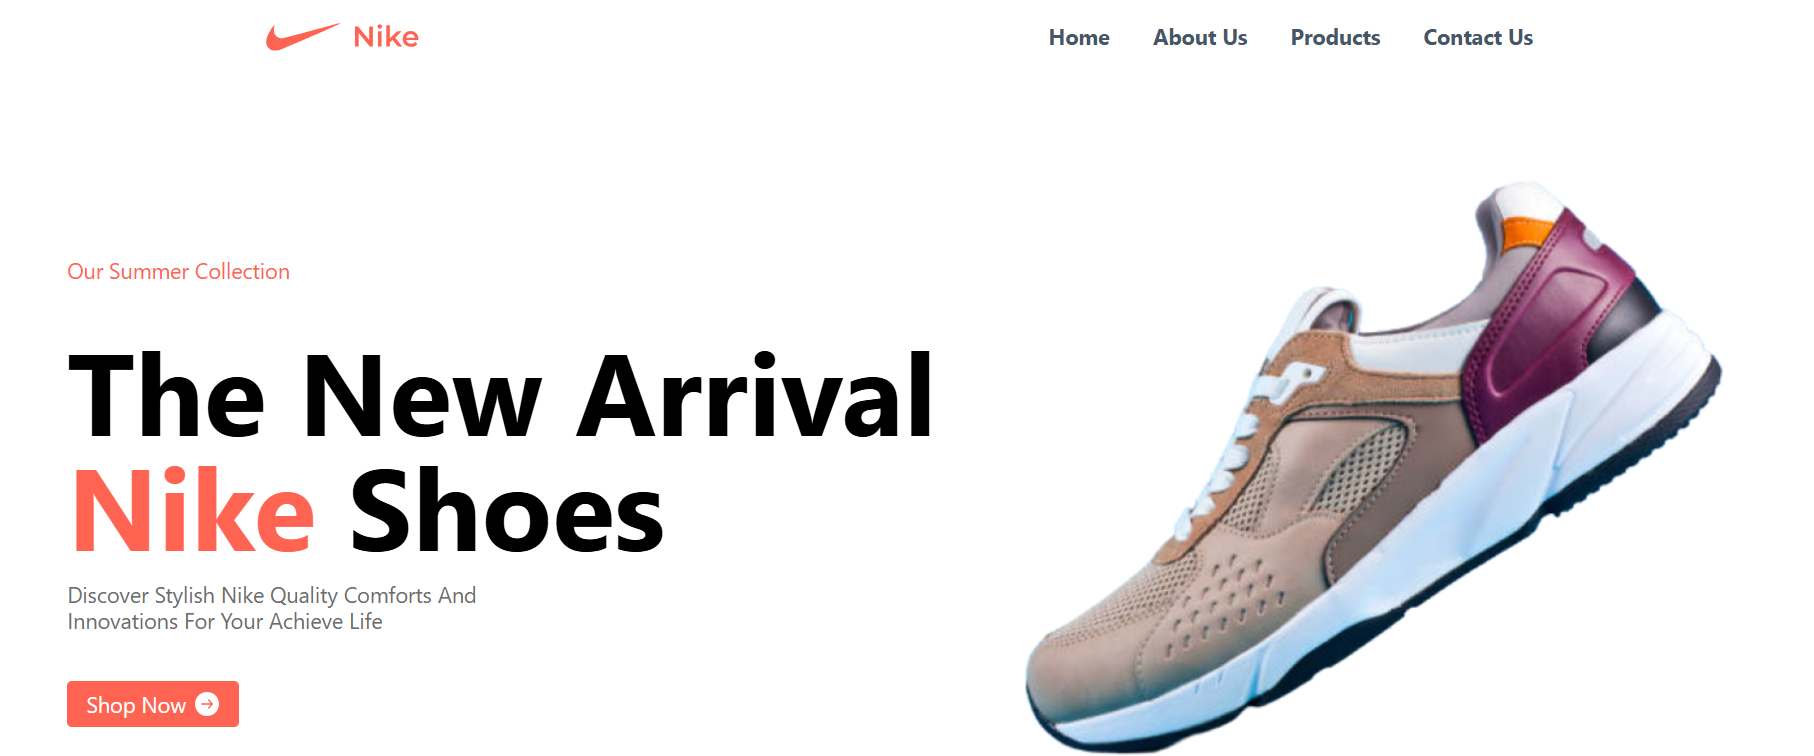 Nike
Home About Us Products Contact Us
Our Summer Collection
The New Arrival
Nike Shoes
Discover Stylish Nike Quality Comforts And
Innovations For Your Achieve Life
Shop Now